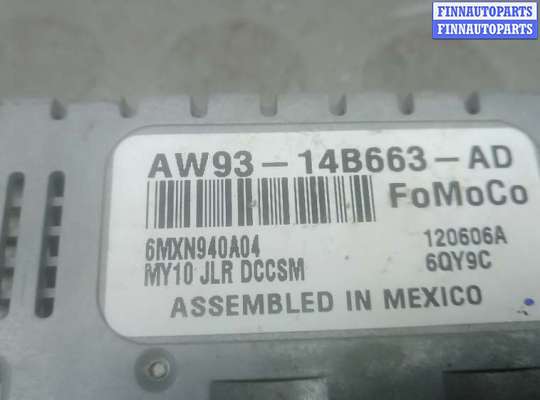 FINNAUTOPARTS
FINNAUTOPARTS
AW93-14B663-AD
FoMoCo
6MXN940A04
120606A
MY10 JLR DCCSM
6QY9C
ASSEMBLED IN MEXICO